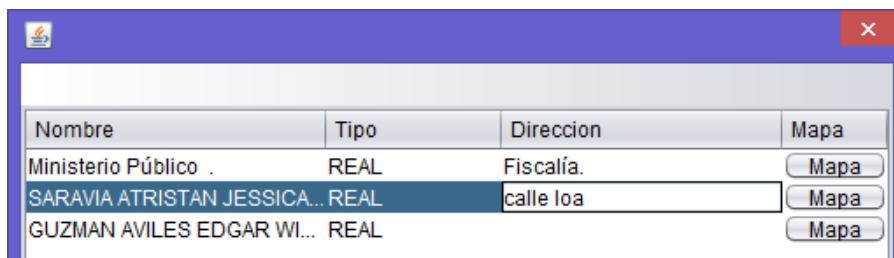 Nombre Tipo Direccion Mapa
Ministerio Público . REAL Fiscalía. Mapa
SARAVIA ATRISTAN JESSICA... REAL calle loa Mapa
GUZMAN AVILES EDGAR WI... REAL Mapa